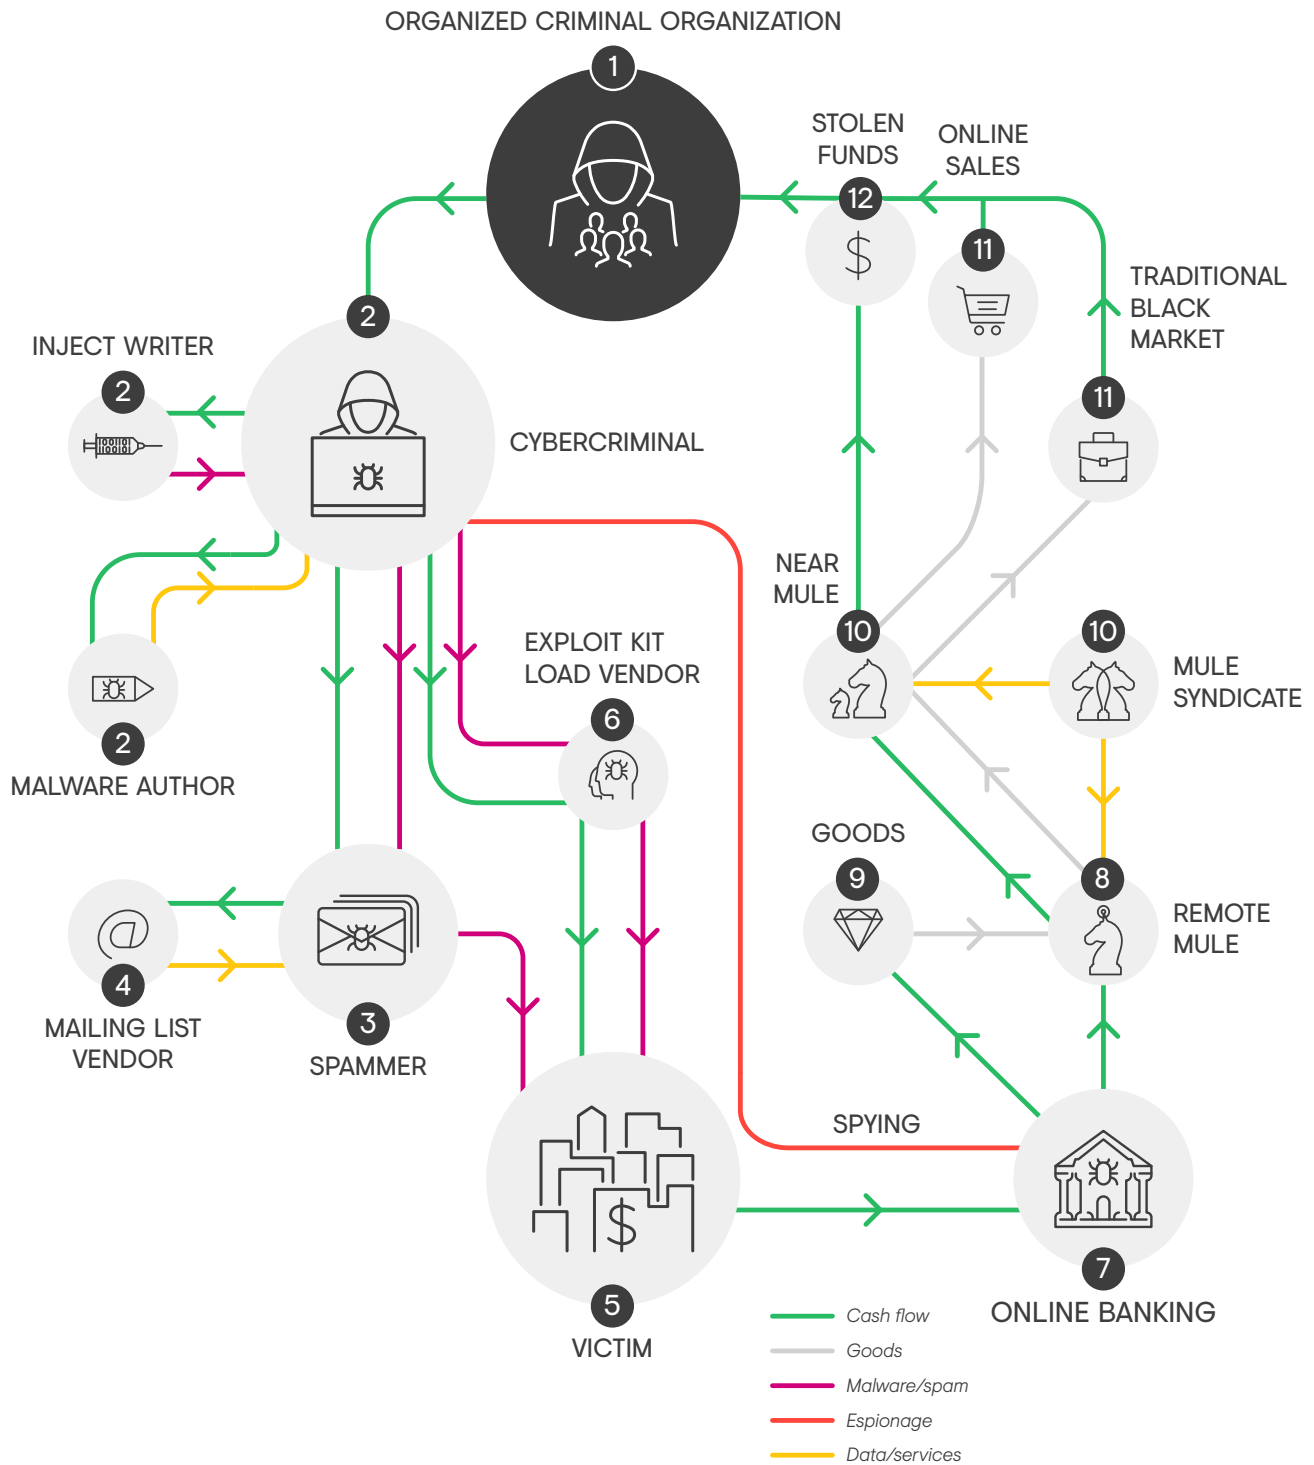 ORGANIZED CRIMINAL ORGANIZATION
1
STOLEN
FUNDS
ONLINE
SALES
12
11
TRADITIONAL
BLACK
MARKET
2
INJECT WRITER
2
11
CYBERCRIMINAL
NEAR
MULE
10
10
EXPLOIT KIT
LOAD VENDOR
MULE
SYNDICATE
6
2
MALWARE AUTHOR
GOODS
9
8
REMOTE
MULE
4
MAILING LIST
VENDOR
3
SPAMMER
SPYING
7
ONLINE BANKING
5
VICTIM
Cash flow
Goods
Malware/spam
Espionage
Data/services